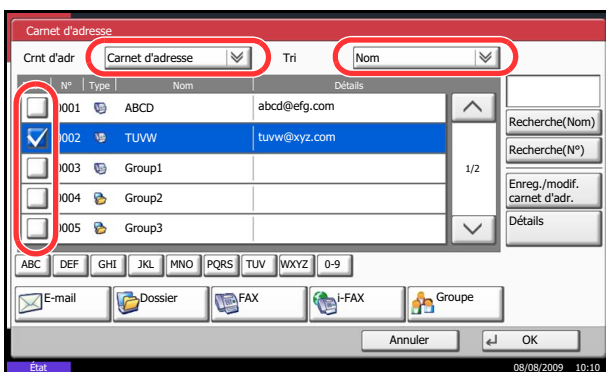 Carnet d'adresse
Crnt d'adr Carnet d'adresse Tri Nom
N° Type Nom Détails
0001 ABCD abcd@efg.com
0002 TUVW tuvw@xyz.com
0003 Group1
0004 Group2
0005 Group3
1/2
Recherche(Nom)
Recherche(N°)
Enreg./modif.
carnet d'adr.
Détails
ABC DEF GHI JKL MNO PQRS TUV WXYZ 0-9
E-mail Dossier FAX i-FAX Groupe
Annuler OK
État 08/08/2009 10:10